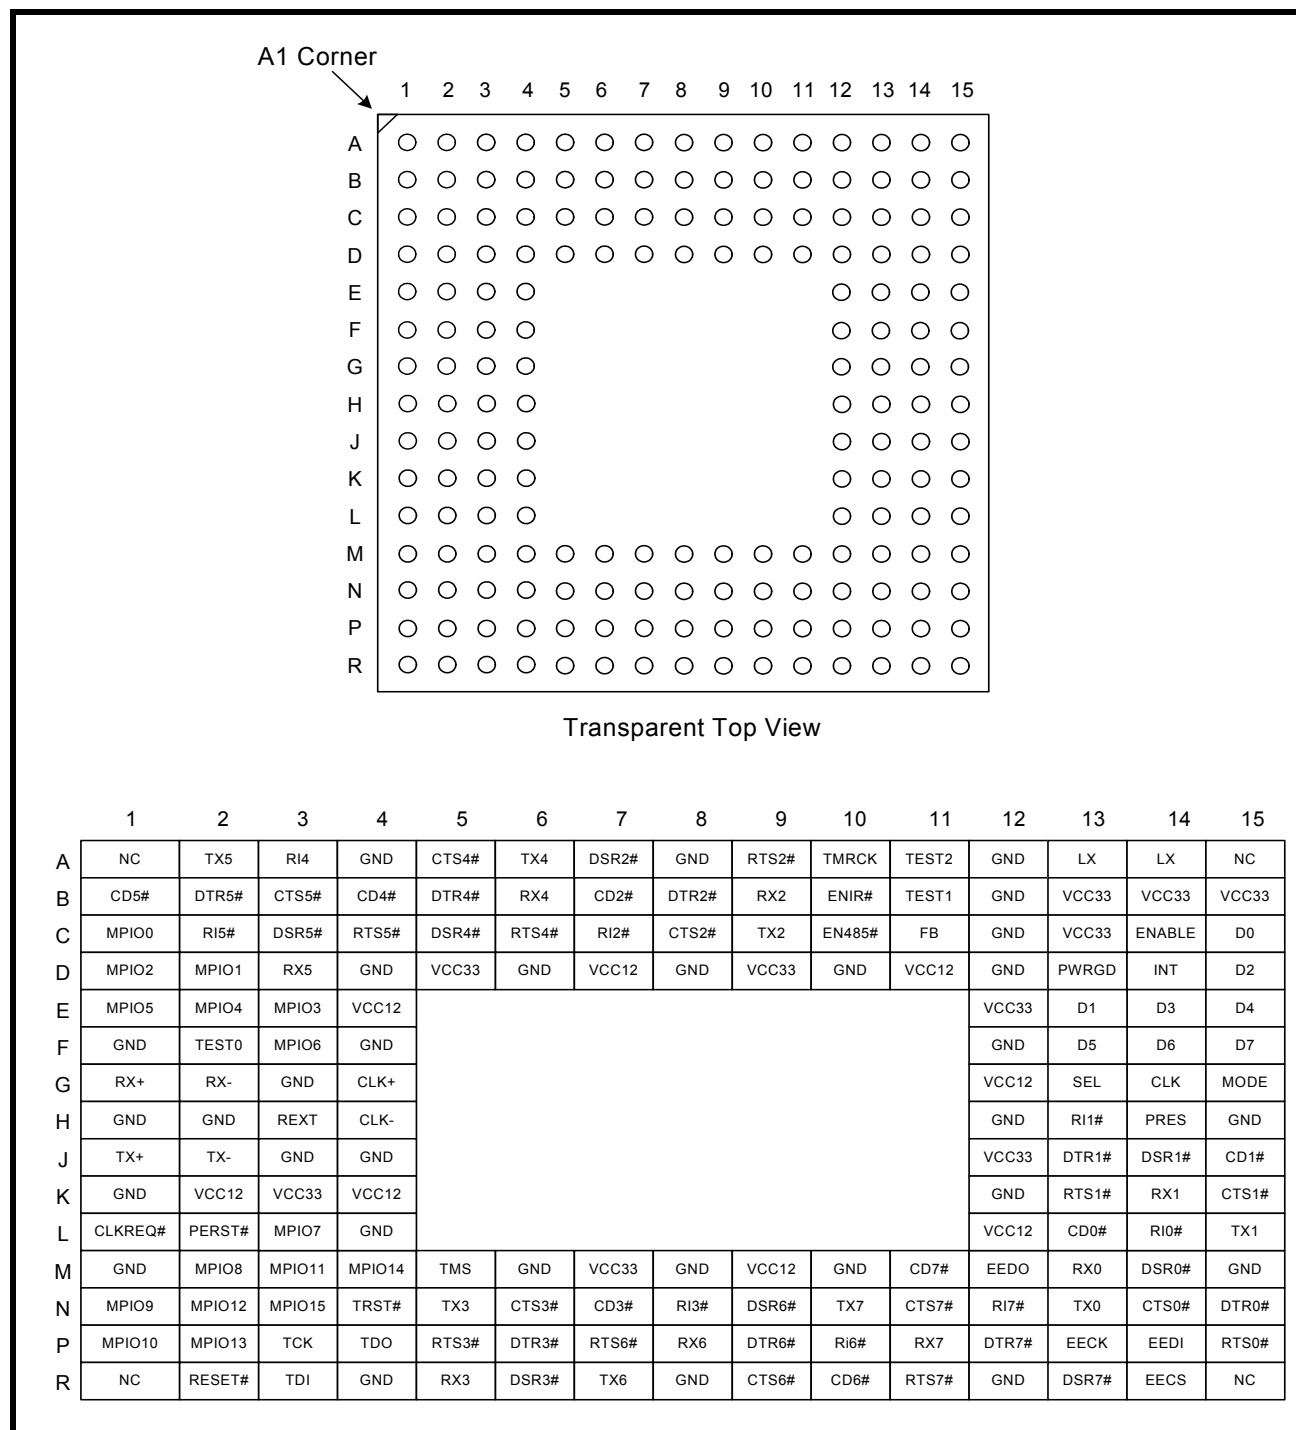 A1 Corner
1 2 3 4 5 6 7 8 9 10 11 12 13 14 15
A
B
C
D
E
F
G
H
J
K
L
M
N
P
R
Transparent Top View
1 2 3 4 5 6 7 8 9 10 11 12 13 14 15
A NC TX5 RI4 GND CTS4# TX4 DSR2# GND RTS2# TMRCK TEST2 GND LX LX NC
B CD5# DTR5# CTS5# CD4# DTR4# RX4 CD2# DTR2# RX2 ENIR# TEST1 GND VCC33 VCC33 VCC33
C MPIO0 RI5# DSR5# RTS5# DSR4# RTS4# RI2# CTS2# TX2 EN485# FB GND VCC33 ENABLE D0
D MPIO2 MPIO1 RX5 GND VCC33 GND VCC12 GND VCC33 GND VCC12 GND PWRGD INT D2
E MPIO5 MPIO4 MPIO3 VCC12 VCC33 D1 D3 D4
F GND TEST0 MPIO6 GND GND D5 D6 D7
G RX+ RX- GND CLK+ VCC12 SEL CLK MODE
H GND GND REXT CLK- GND RI1# PRES GND
J TX+ TX- GND GND VCC33 DTR1# DSR1# CD1#
K GND VCC12 VCC33 VCC12 GND RTS1# RX1 CTS1#
L CLKREQ# PERST# MPIO7 GND VCC12 CD0# RI0# TX1
M GND MPIO8 MPIO11 MPIO14 TMS GND VCC33 GND VCC12 GND CD7# EEDO RX0 DSR0# GND
N MPIO9 MPIO12 MPIO15 TRST# TX3 CTS3# CD3# RI3# DSR6# TX7 CTS7# RI7# TX0 CTS0# DTR0#
P MPIO10 MPIO13 TCK TDO RTS3# DTR3# RTS6# RX6 DTR6# Ri6# RX7 DTR7# EECK EEDI RTS0#
R NC RESET# TDI GND RX3 DSR3# TX6 GND CTS6# CD6# RTS7# GND DSR7# EECS NC